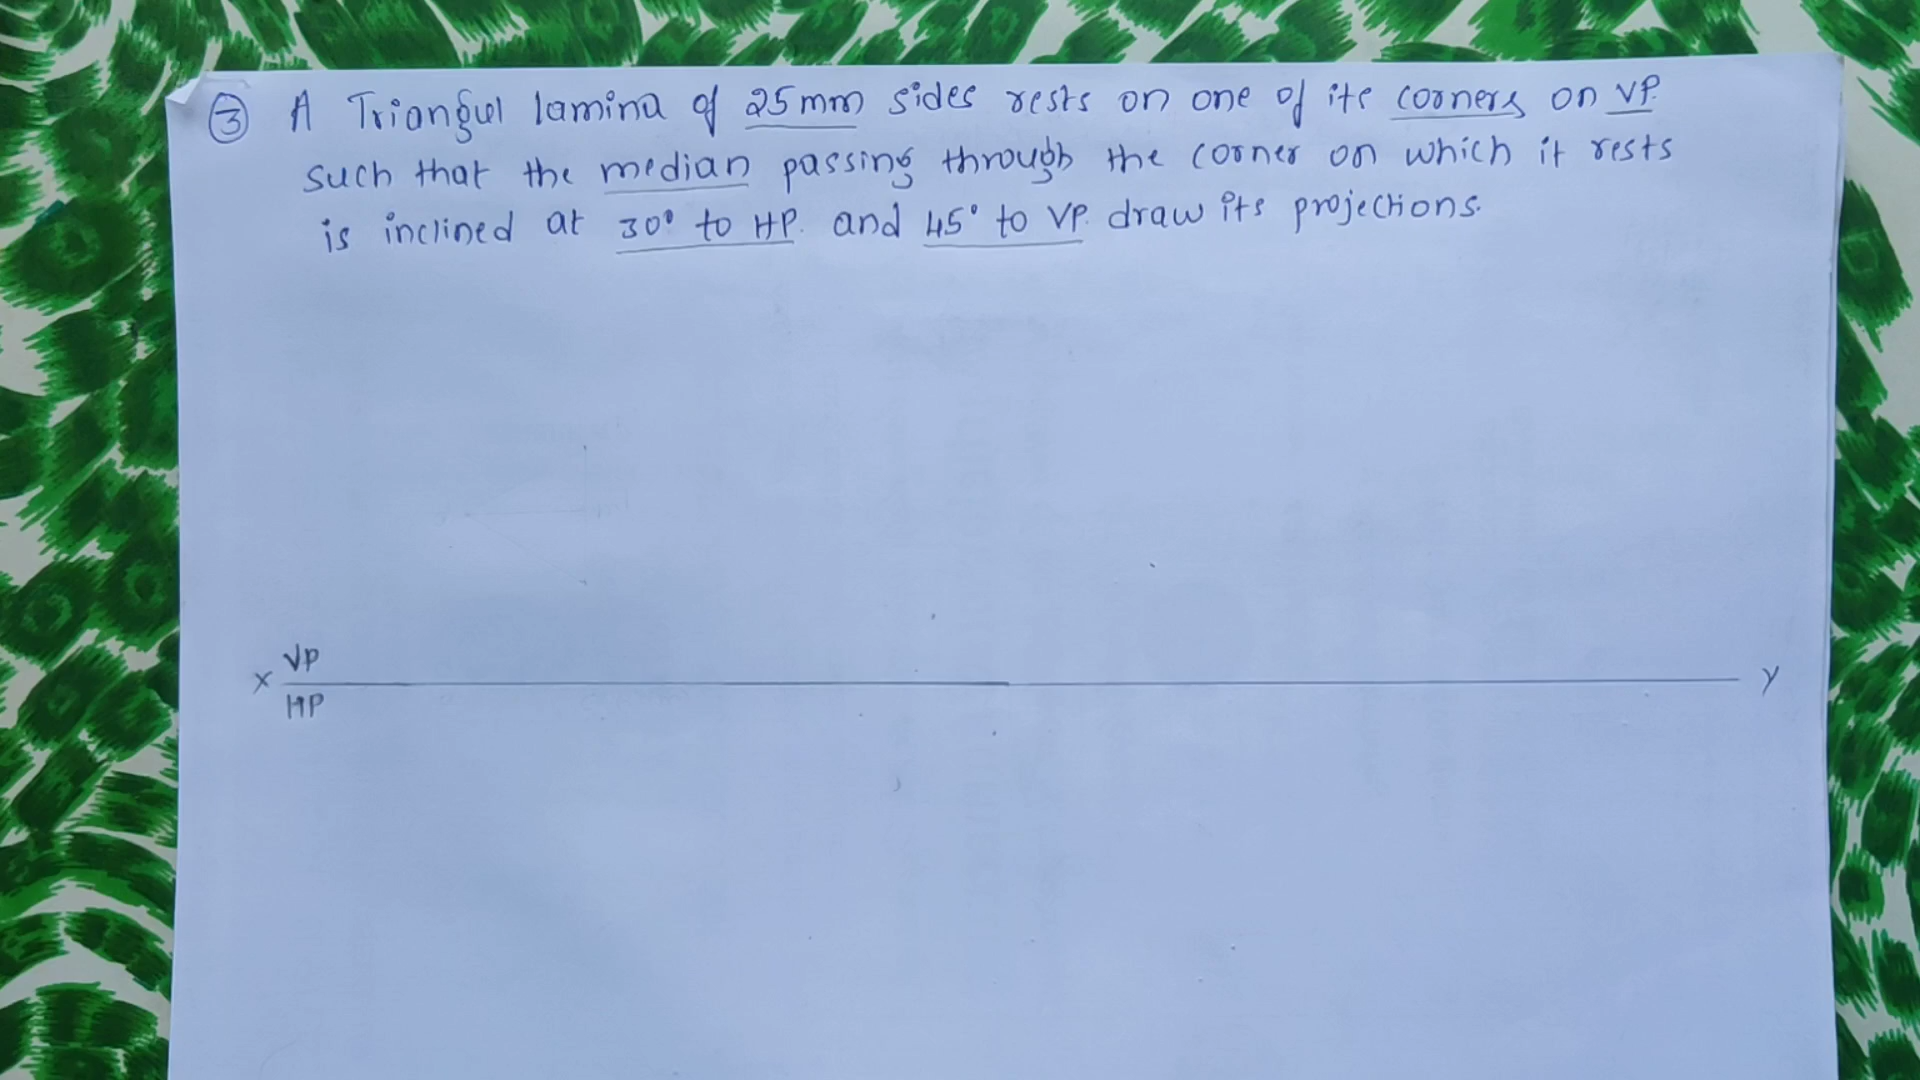 ③ A Triangul lamina of 25mm sides rests on one of its corners on VP.
such that the median passing through the corner on which it rests
is inclined at 30° to HP. and 45° to VP. draw its projections.
VP
X Y
HP